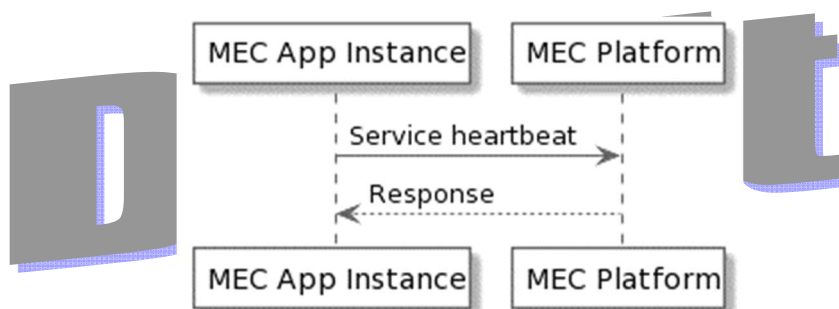 MEC App Instance MEC Platform
Service heartbeat
Response
MEC App Instance MEC Platform